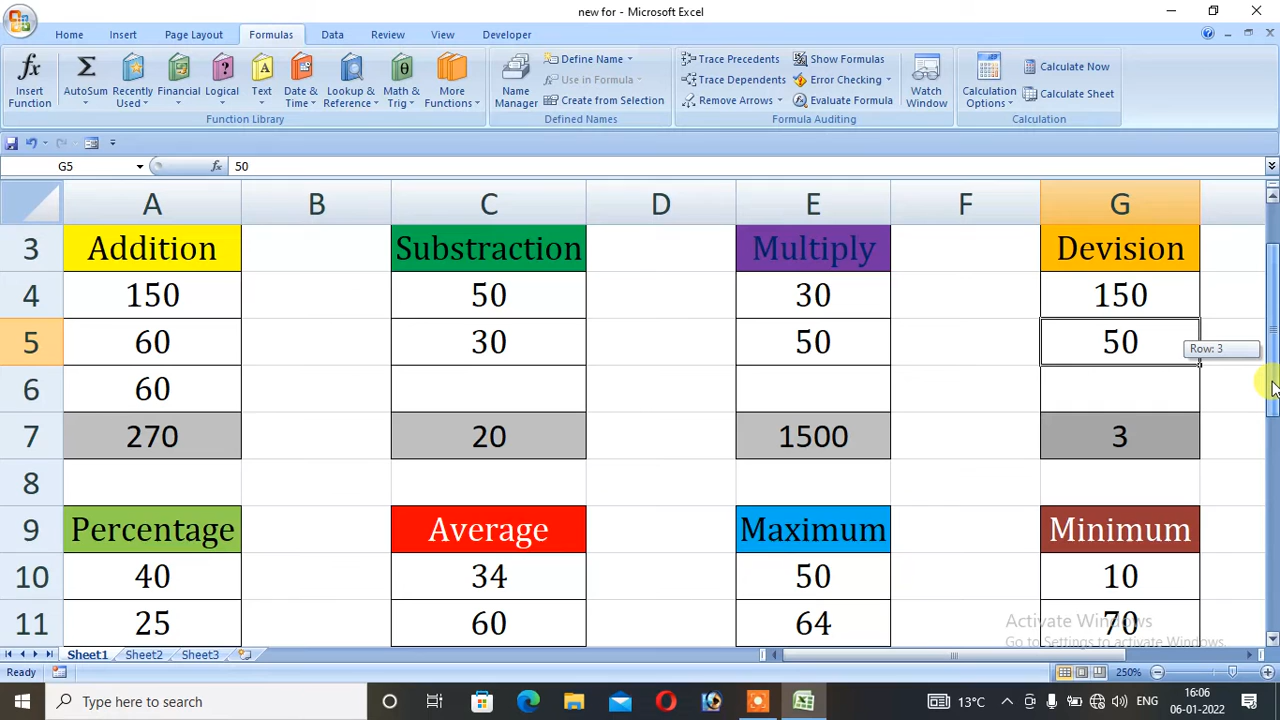 new for - Microsoft Excel
Home Insert Page Layout Formulas Data Review View Developer
fx Insert Function
Σ AutoSum
Recently Used
Financial
Logical
A Text
Date & Time
Lookup & Reference
θ Math & Trig
More Functions
Function Library
Name Manager
Define Name
Use in Formula
Create from Selection
Defined Names
Trace Precedents
Trace Dependents
Remove Arrows
Show Formulas
Error Checking
Evaluate Formula
Formula Auditing
Watch Window
Calculation Options
Calculate Now
Calculate Sheet
Calculation
G5 fx 50
A B C D E F G
3 Addition Substraction Multiply Devision
4 150 50 30 150
5 60 30 50 50
Row: 3
6 60
7 270 20 1500 3
8
9 Percentage Average Maximum Minimum
10 40 34 50 10
11 25 60 64 70
Activate Windows
Go to Settings to activate Windows.
Sheet1 Sheet2 Sheet3
Ready 250%
Type here to search
13°C ENG
16:06
06-01-2022